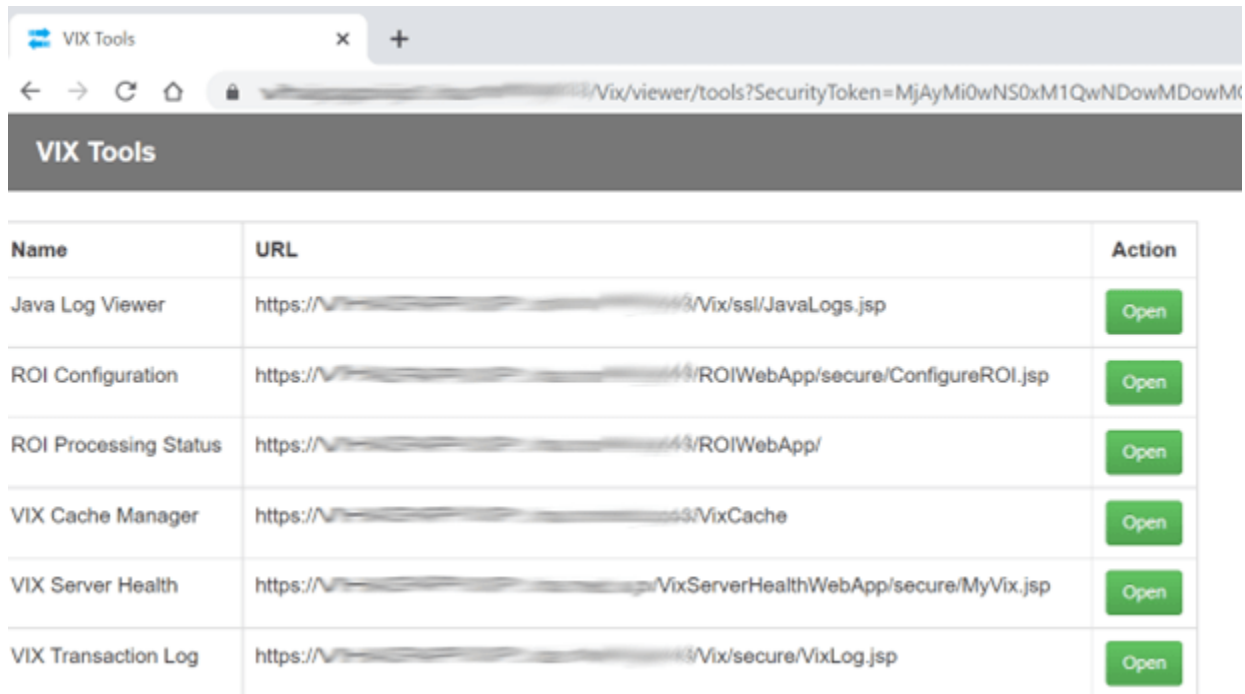 VIX Tools
/Vix/viewer/tools?SecurityToken=MjAyMi0wNS0xM1QwNDowMDowM
VIX Tools
Name URL Action
Java Log Viewer https:// /Vix/ssl/JavaLogs.jsp Open
ROI Configuration https:// /ROIWebApp/secure/ConfigureROI.jsp Open
ROI Processing Status https:// /ROIWebApp/ Open
VIX Cache Manager https:// /VixCache Open
VIX Server Health https:// /VixServerHealthWebApp/secure/MyVix.jsp Open
VIX Transaction Log https:// /Vix/secure/VixLog.jsp Open